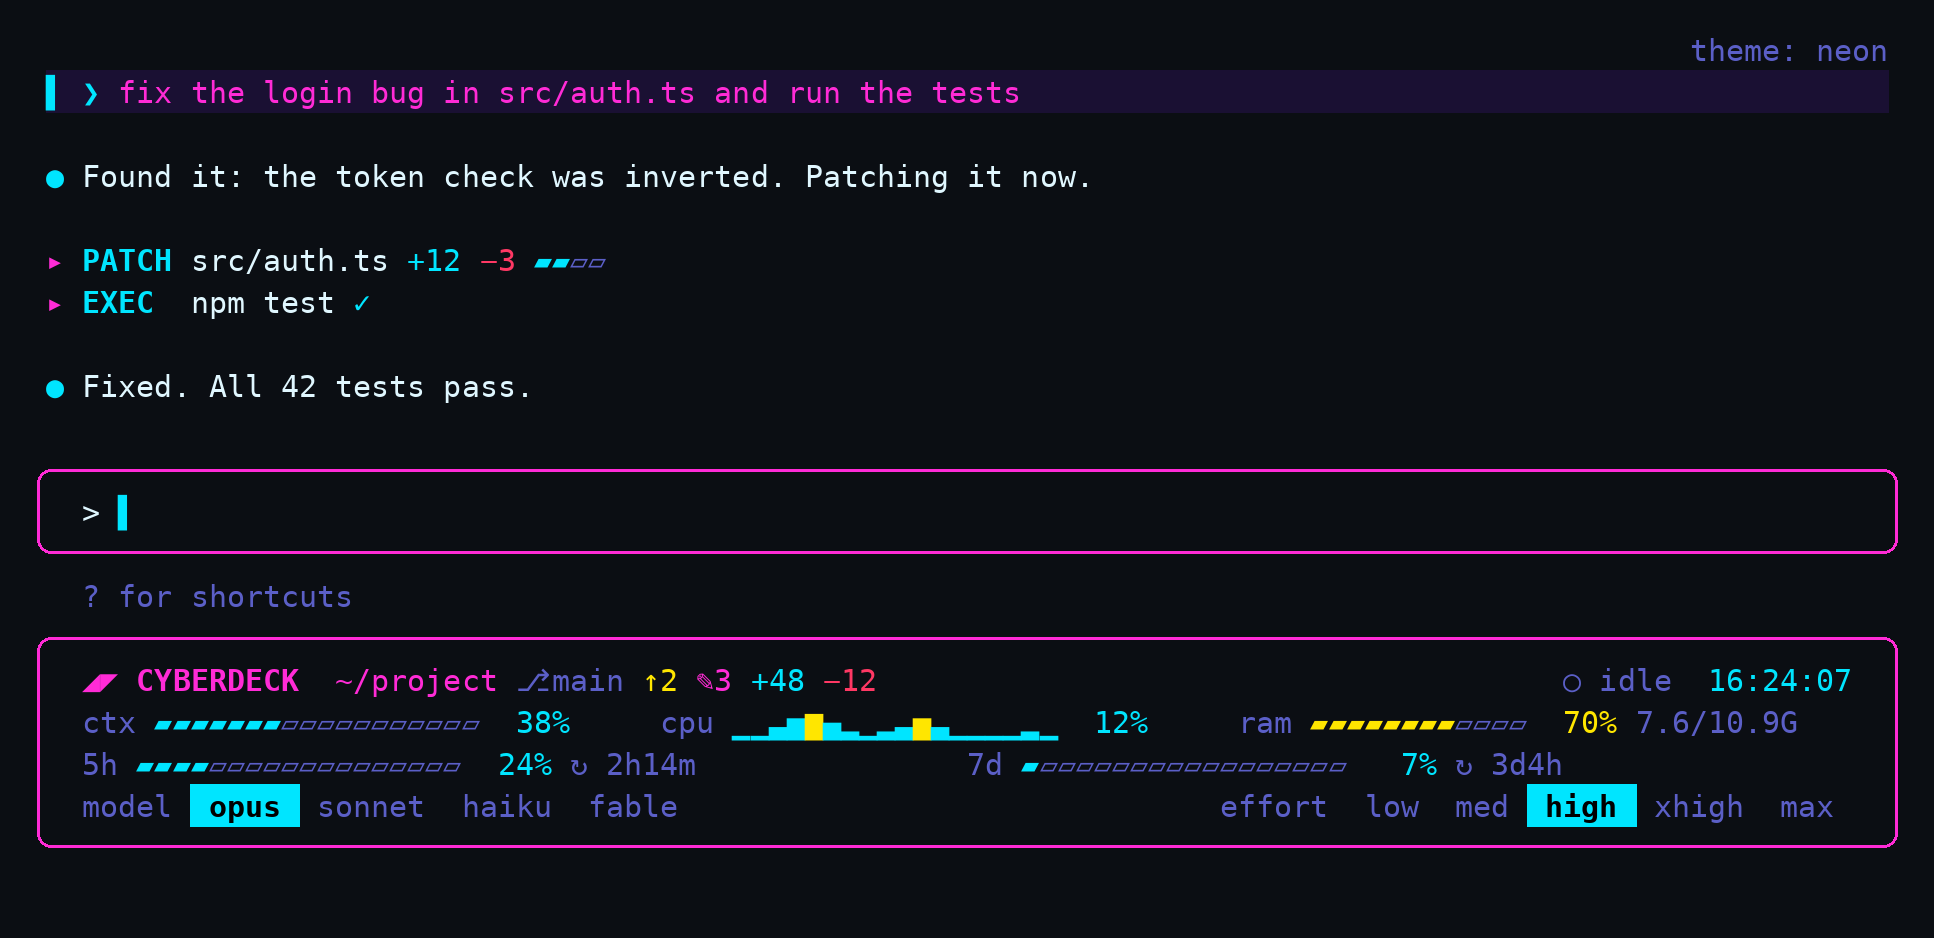 theme: neon
❯ fix the login bug in src/auth.ts and run the tests
● Found it: the token check was inverted. Patching it now.
▸ PATCH src/auth.ts +12 −3 ▰▰▱▱
▸ EXEC npm test ✓
● Fixed. All 42 tests pass.
>
? for shortcuts
◢◤ CYBERDECK ~/project ⎇main ↑2 ✎3 +48 −12 ○ idle 16:24:07
ctx 38% cpu 12% ram 70% 7.6/10.9G
5h 24% ↻ 2h14m 7d 7% ↻ 3d4h
model opus sonnet haiku fable effort low med high xhigh max